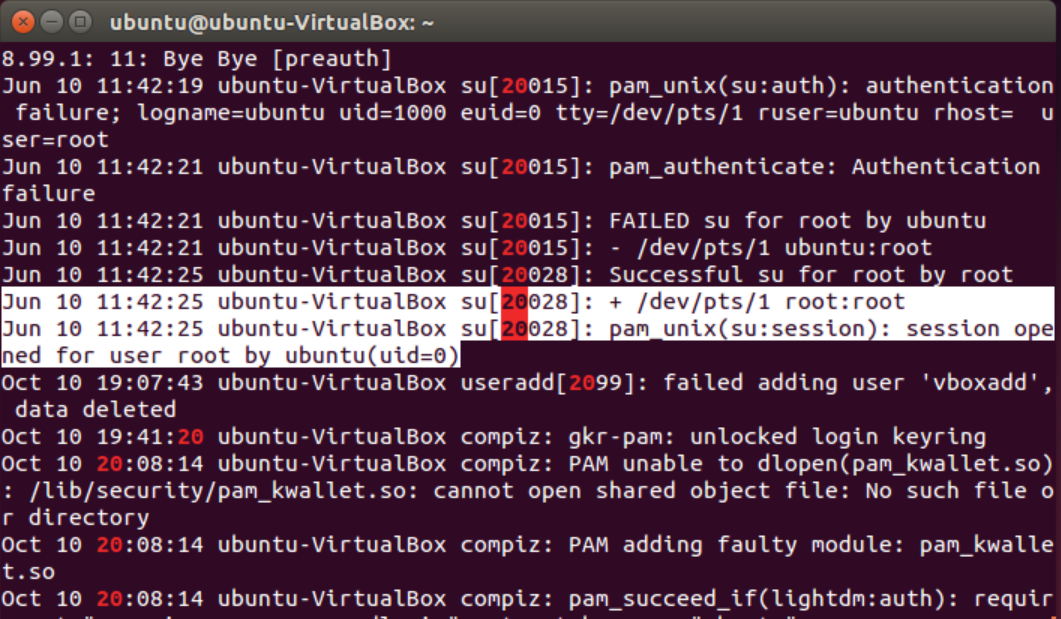 ubuntu@ubuntu-VirtualBox: ~
8.99.1: 11: Bye Bye [preauth]
Jun 10 11:42:19 ubuntu-VirtualBox su[20015]: pam_unix(su:auth): authentication
 failure; logname=ubuntu uid=1000 euid=0 tty=/dev/pts/1 ruser=ubuntu rhost=  u
ser=root
Jun 10 11:42:21 ubuntu-VirtualBox su[20015]: pam_authenticate: Authentication
failure
Jun 10 11:42:21 ubuntu-VirtualBox su[20015]: FAILED su for root by ubuntu
Jun 10 11:42:21 ubuntu-VirtualBox su[20015]: - /dev/pts/1 ubuntu:root
Jun 10 11:42:25 ubuntu-VirtualBox su[20028]: Successful su for root by root
Jun 10 11:42:25 ubuntu-VirtualBox su[20028]: + /dev/pts/1 root:root
Jun 10 11:42:25 ubuntu-VirtualBox su[20028]: pam_unix(su:session): session ope
ned for user root by ubuntu(uid=0)
Oct 10 19:07:43 ubuntu-VirtualBox useradd[2099]: failed adding user 'vboxadd',
 data deleted
Oct 10 19:41:20 ubuntu-VirtualBox compiz: gkr-pam: unlocked login keyring
Oct 10 20:08:14 ubuntu-VirtualBox compiz: PAM unable to dlopen(pam_kwallet.so)
: /lib/security/pam_kwallet.so: cannot open shared object file: No such file o
r directory
Oct 10 20:08:14 ubuntu-VirtualBox compiz: PAM adding faulty module: pam_kwalle
t.so
Oct 10 20:08:14 ubuntu-VirtualBox compiz: pam_succeed_if(lightdm:auth): requir